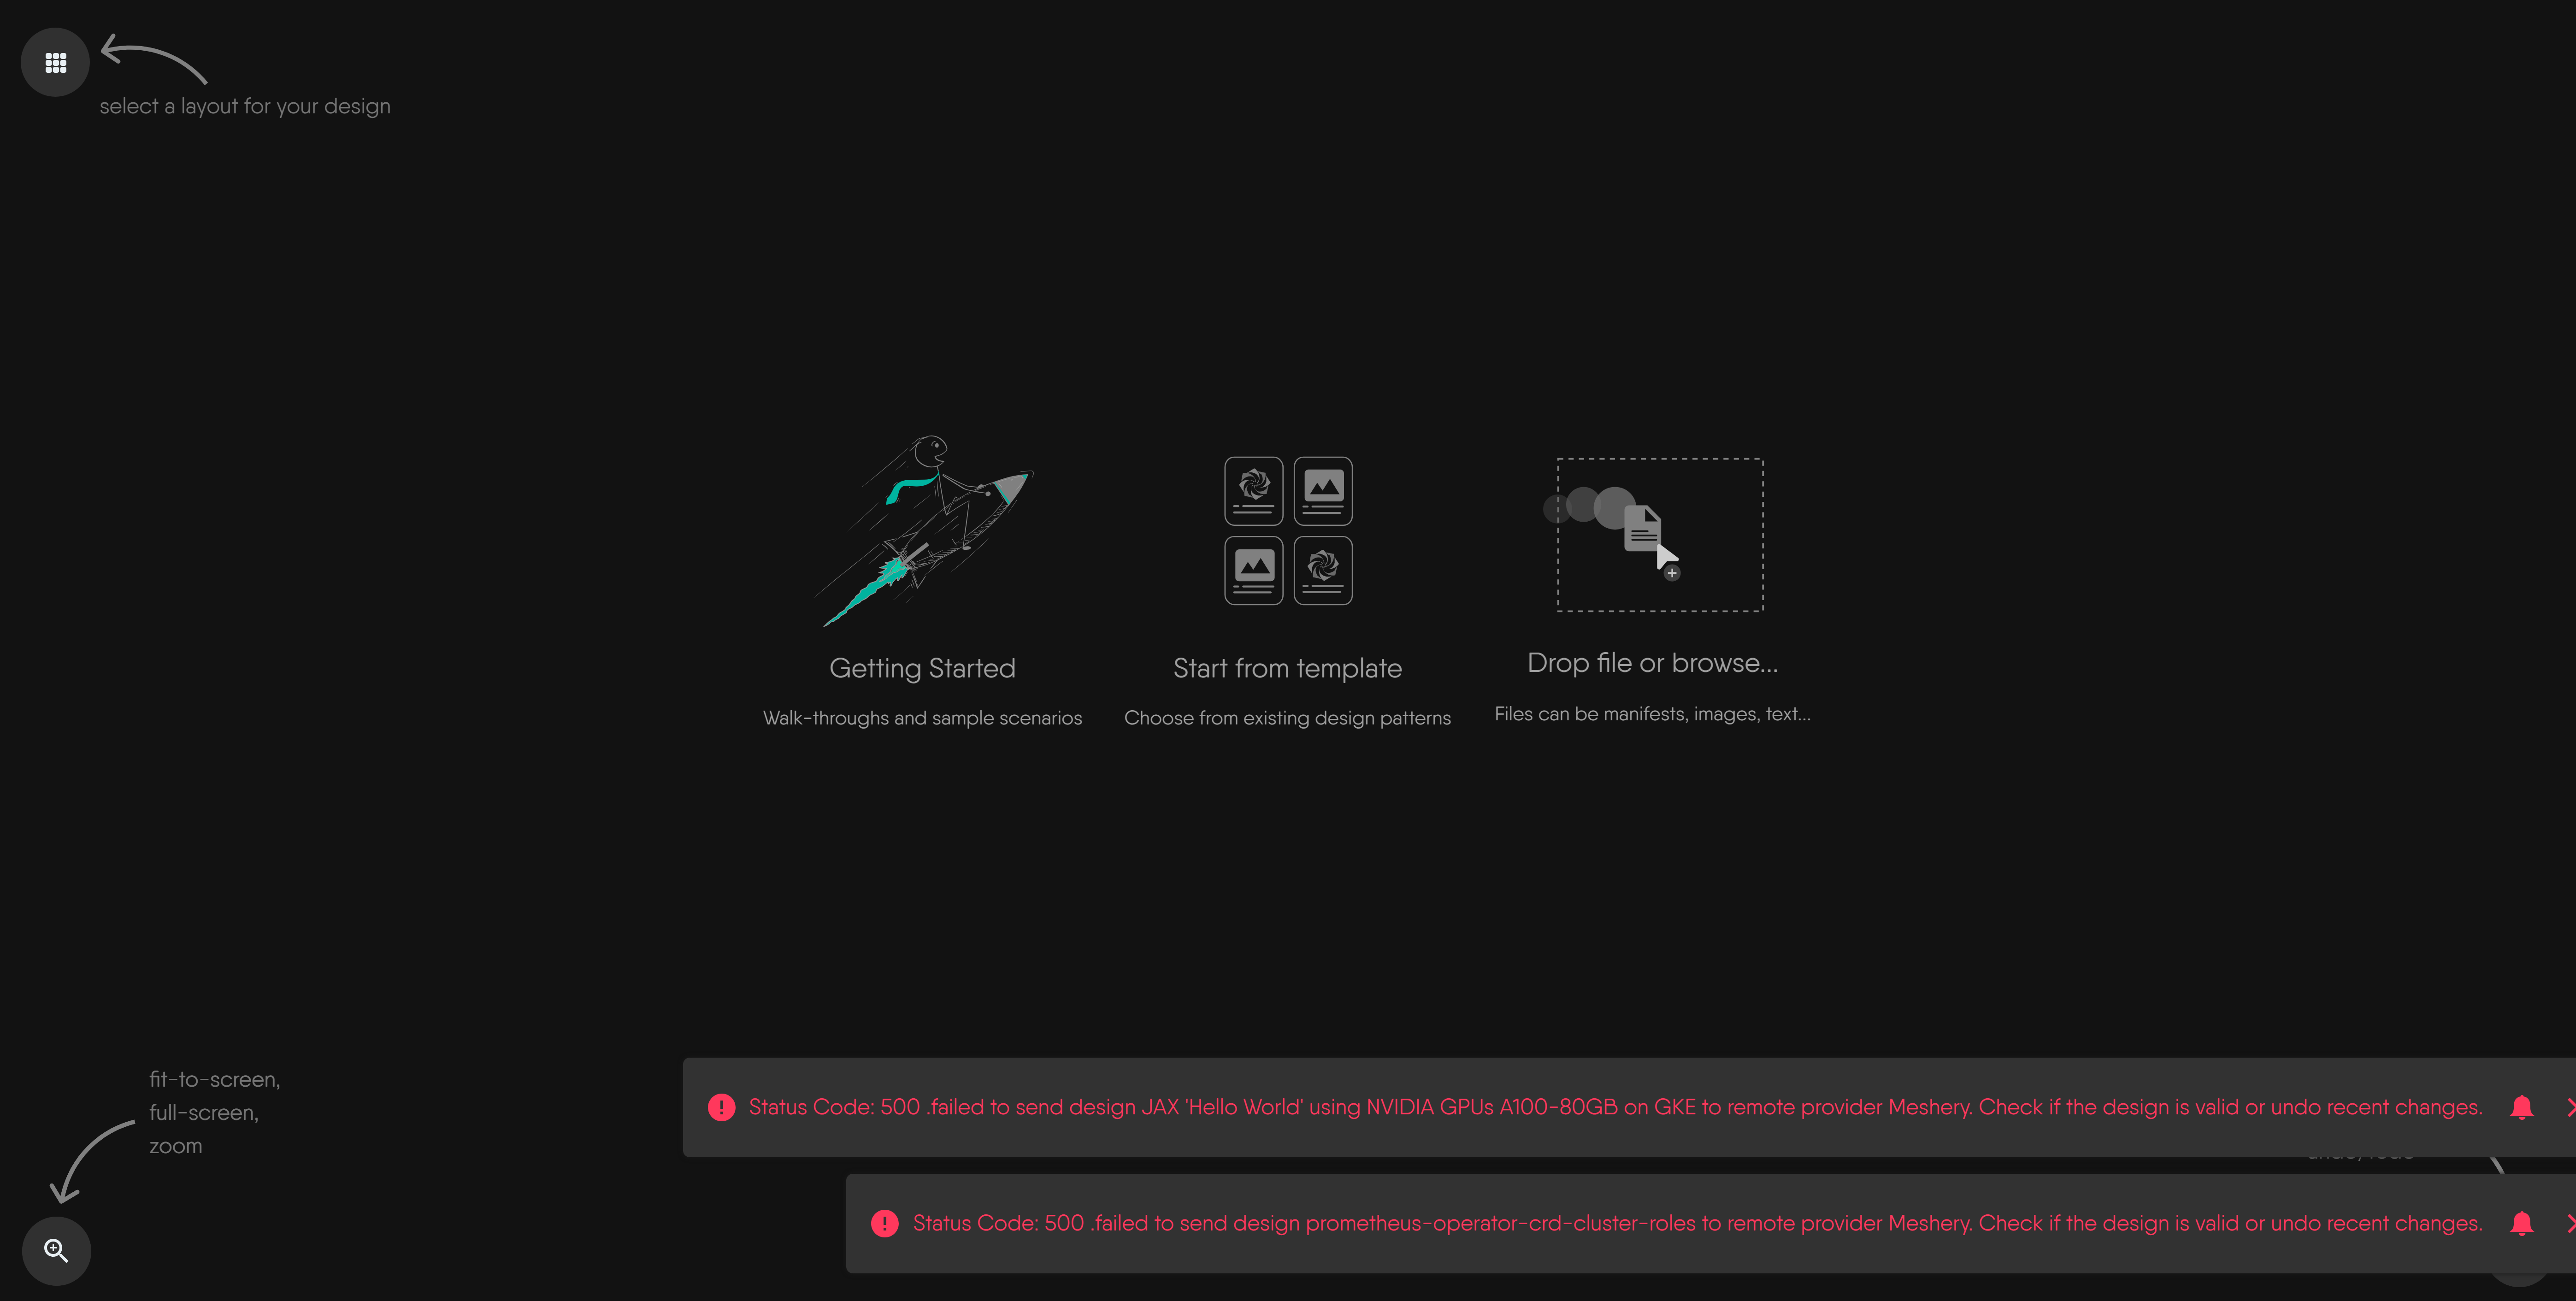 select a layout for your design
Getting Started
Walk-throughs and sample scenarios
Start from template
Choose from existing design patterns
Drop file or browse...
Files can be manifests, images, text...
fit-to-screen,
full-screen,
zoom
Status Code: 500 .failed to send design JAX 'Hello World' using NVIDIA GPUs A100-80GB on GKE to remote provider Meshery. Check if the design is valid or undo recent changes.
Status Code: 500 .failed to send design prometheus-operator-crd-cluster-roles to remote provider Meshery. Check if the design is valid or undo recent changes.